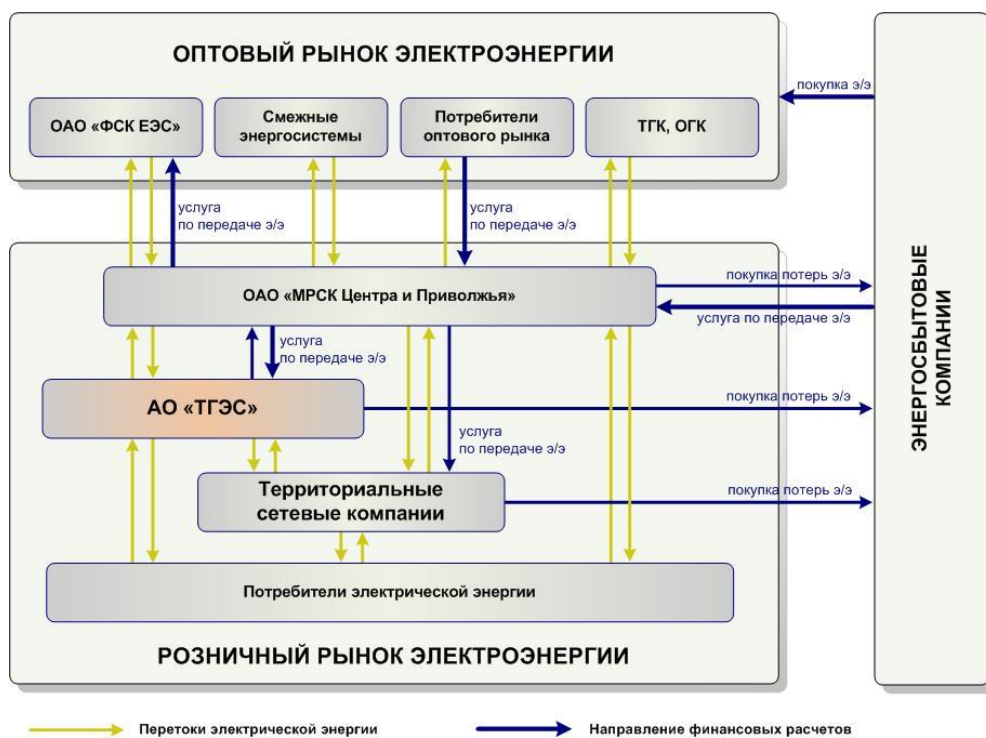 ОПТОВЫЙ РЫНОК ЭЛЕКТРОЭНЕРГИИ
покупка э/э
ОАО «ФСК ЕЭС»
Смежные
энергосистемы
Потребители
оптового рынка
ТГК, ОГК
услуга
по передаче э/э
услуга
по передаче э/э
ОАО «МРСК Центра и Приволжья»
покупка потерь э/э
услуга по передаче э/э
услуга
по передаче э/э
АО «ТГЭС»
покупка потерь э/э
услуга
по передаче э/э
Территориальные
сетевые компании
покупка потерь э/э
Потребители электрической энергии
РОЗНИЧНЫЙ РЫНОК ЭЛЕКТРОЭНЕРГИИ
ЭНЕРГОСБЫТОВЫЕ
КОМПАНИИ
Перетоки электрической энергии
Направление финансовых расчетов